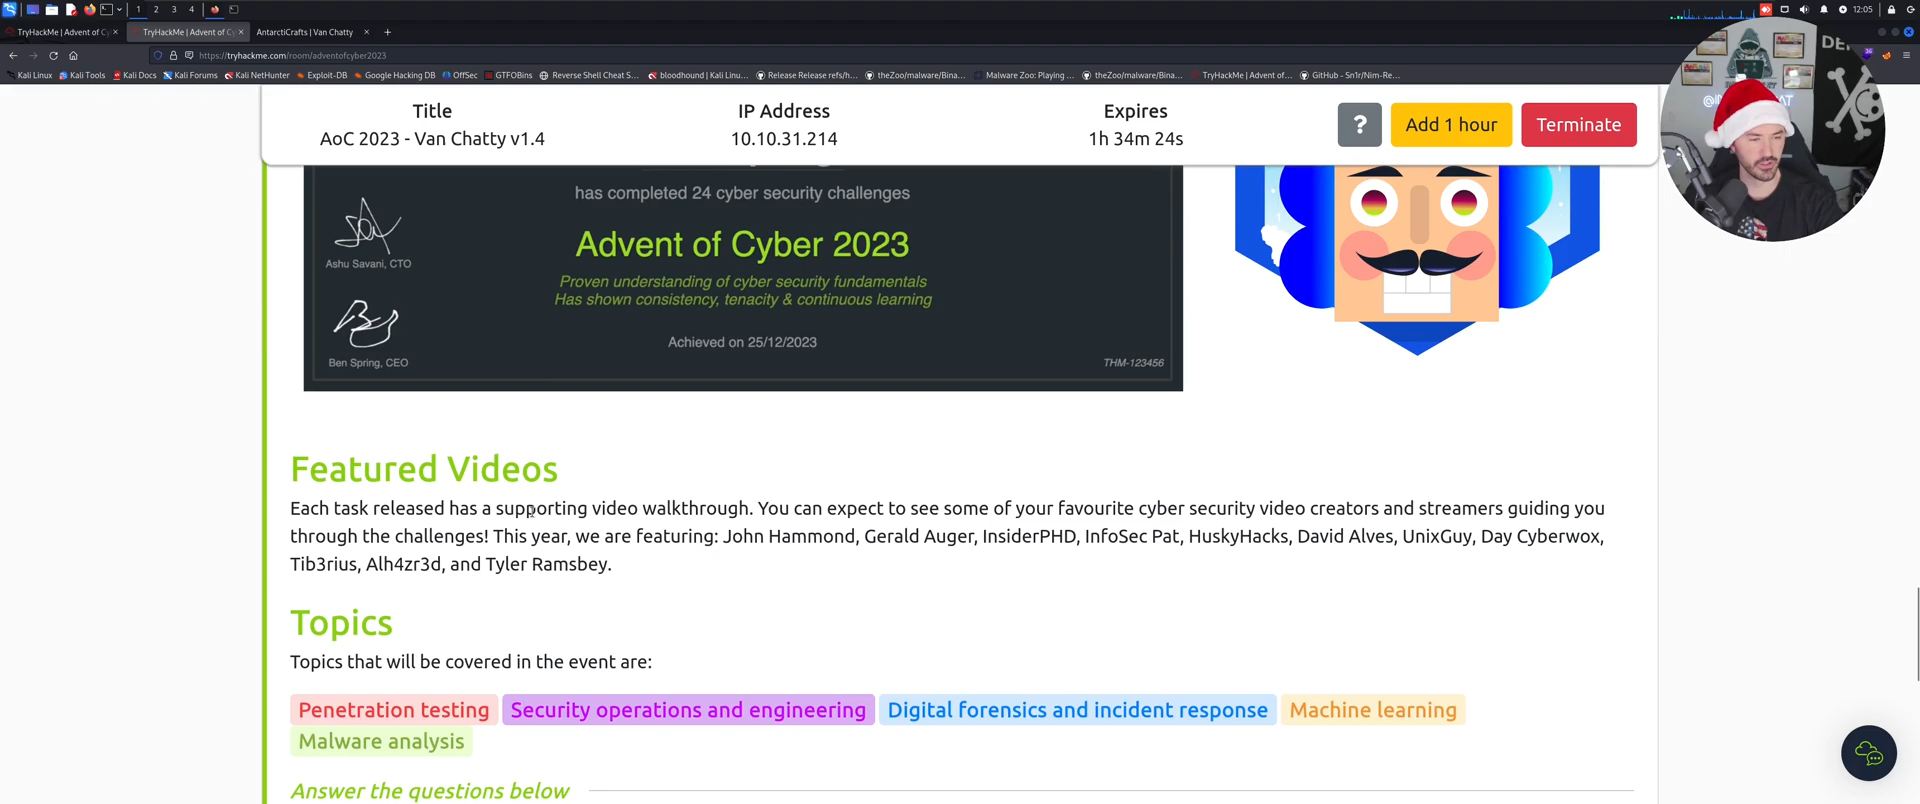 1 2 3 4
12:05
TryHackMe | Advent of Cy
TryHackMe | Advent of Cy
AntarctiCrafts | Van Chatty
https://tryhackme.com/room/adventofcyber2023
Kali Linux Kali Tools Kali Docs Kali Forums Kali NetHunter Exploit-DB Google Hacking DB OffSec GTFOBins Reverse Shell Cheat S... bloodhound | Kali Linu... Release Release refs/h... theZoo/malware/Bina... Malware Zoo: Playing ... theZoo/malware/Bina... TryHackMe | Advent of... GitHub - Sn1r/Nim-Re...
Title IP Address Expires
AoC 2023 - Van Chatty v1.4 10.10.31.214 1h 34m 24s
? Add 1 hour Terminate
has completed 24 cyber security challenges
Advent of Cyber 2023
Ashu Savani, CTO
Proven understanding of cyber security fundamentals
Has shown consistency, tenacity & continuous learning
Achieved on 25/12/2023
Ben Spring, CEO
THM-123456
Featured Videos
Each task released has a supporting video walkthrough. You can expect to see some of your favourite cyber security video creators and streamers guiding you
through the challenges! This year, we are featuring: John Hammond, Gerald Auger, InsiderPHD, InfoSec Pat, HuskyHacks, David Alves, UnixGuy, Day Cyberwox,
Tib3rius, Alh4zr3d, and Tyler Ramsbey.
Topics
Topics that will be covered in the event are:
Penetration testing Security operations and engineering Digital forensics and incident response Machine learning
Malware analysis
Answer the questions below